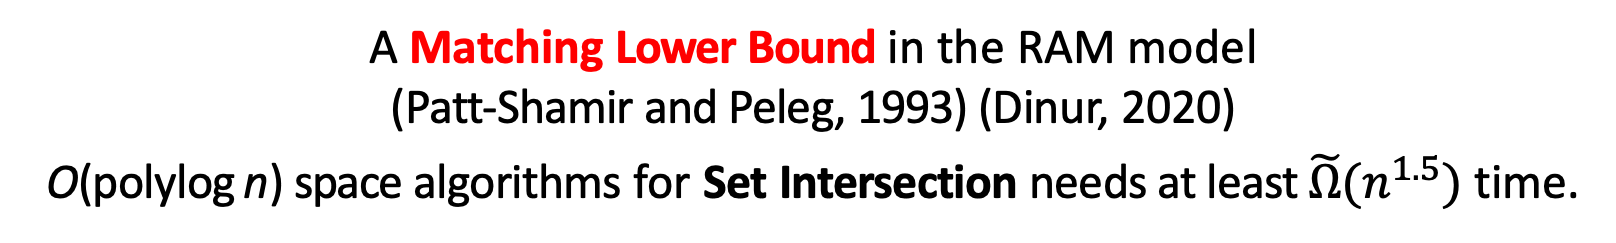 A Matching Lower Bound in the RAM model
(Patt-Shamir and Peleg, 1993) (Dinur, 2020)
O(polylog n) space algorithms for Set Intersection needs at least Ω̃(n^1.5) time.